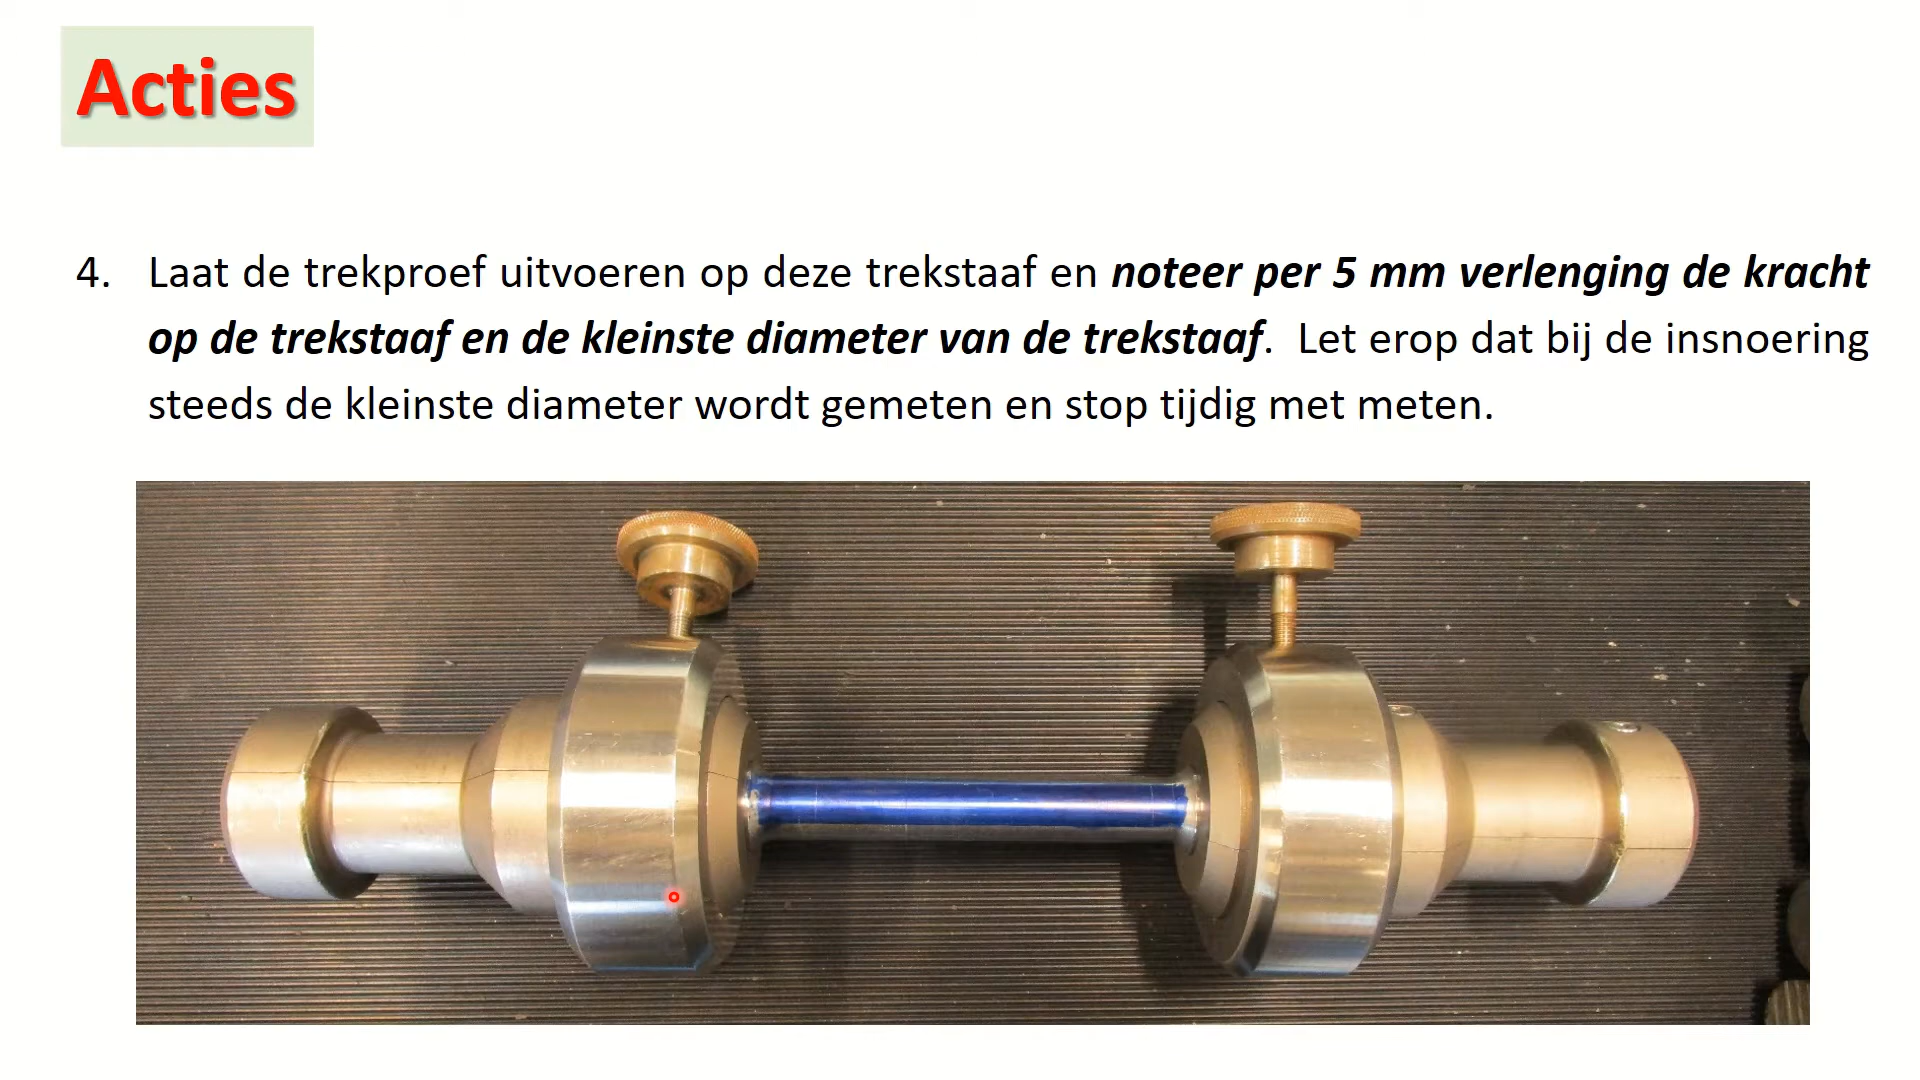 Acties
4. Laat de trekproef uitvoeren op deze trekstaaf en noteer per 5 mm verlenging de kracht
op de trekstaaf en de kleinste diameter van de trekstaaf. Let erop dat bij de insnoering
steeds de kleinste diameter wordt gemeten en stop tijdig met meten.